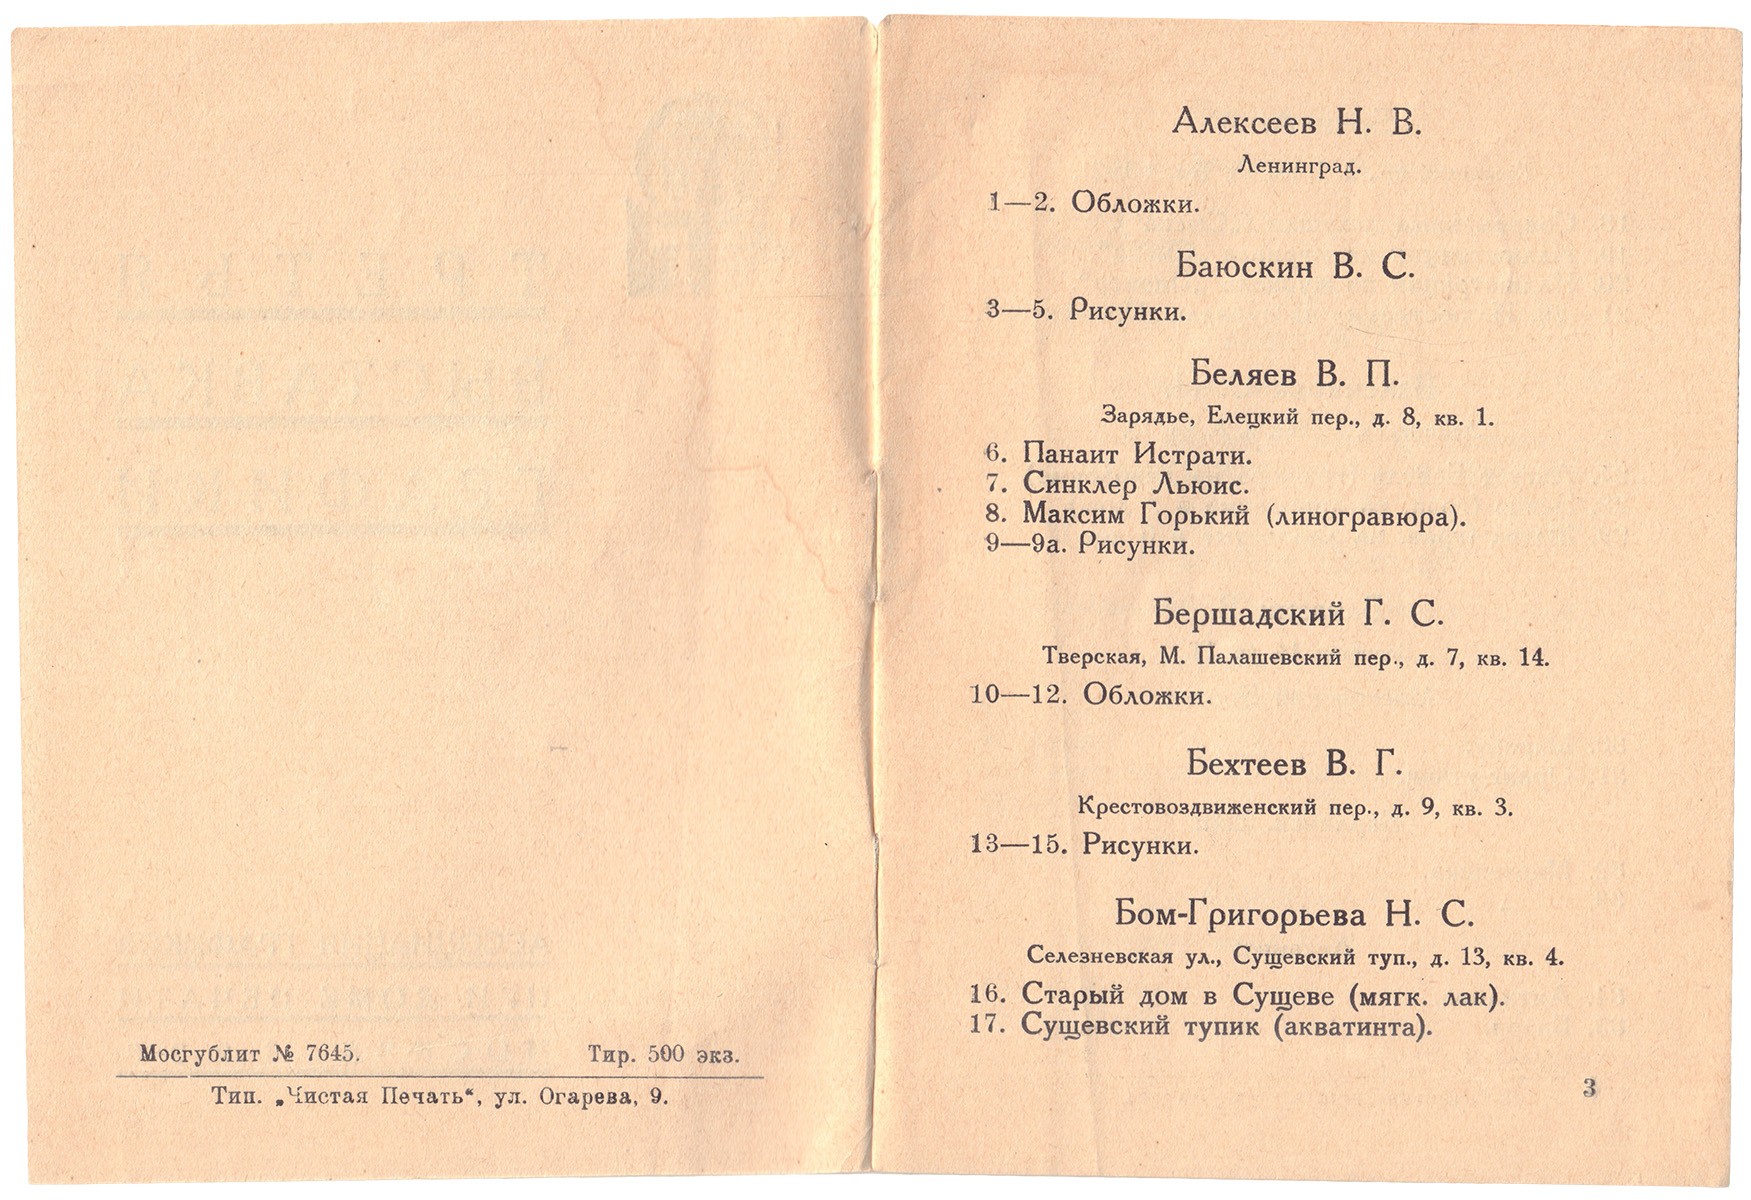 Мосгублит № 7645. Тир. 500 экз.
Тип. „Чистая Печать“, ул. Огарева, 9.
Алексеев Н. В.
Ленинград.
1—2. Обложки.
Баюскин В. С.
3—5. Рисунки.
Беляев В. П.
Зарядье, Елецкий пер., д. 8, кв. 1.
6. Панаит Истрати.
7. Синклер Льюис.
8. Максим Горький (линогравюра).
9—9а. Рисунки.
Бершадский Г. С.
Тверская, М. Палашевский пер., д. 7, кв. 14.
10—12. Обложки.
Бехтеев В. Г.
Крестовоздвиженский пер., д. 9, кв. 3.
13—15. Рисунки.
Бом-Григорьева Н. С.
Селезневская ул., Сущевский туп., д. 13, кв. 4.
16. Старый дом в Сущеве (мягк. лак).
17. Сущевский тупик (акватинта).
3